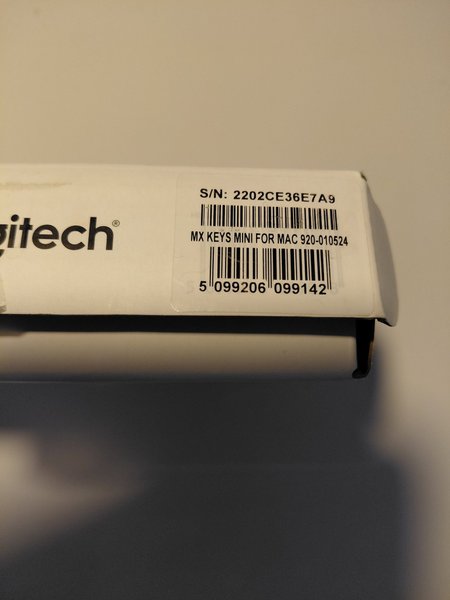 S/N: 2202CE36E7A9
gitech®
MX KEYS MINI FOR MAC 920-010524
5 099206 099142